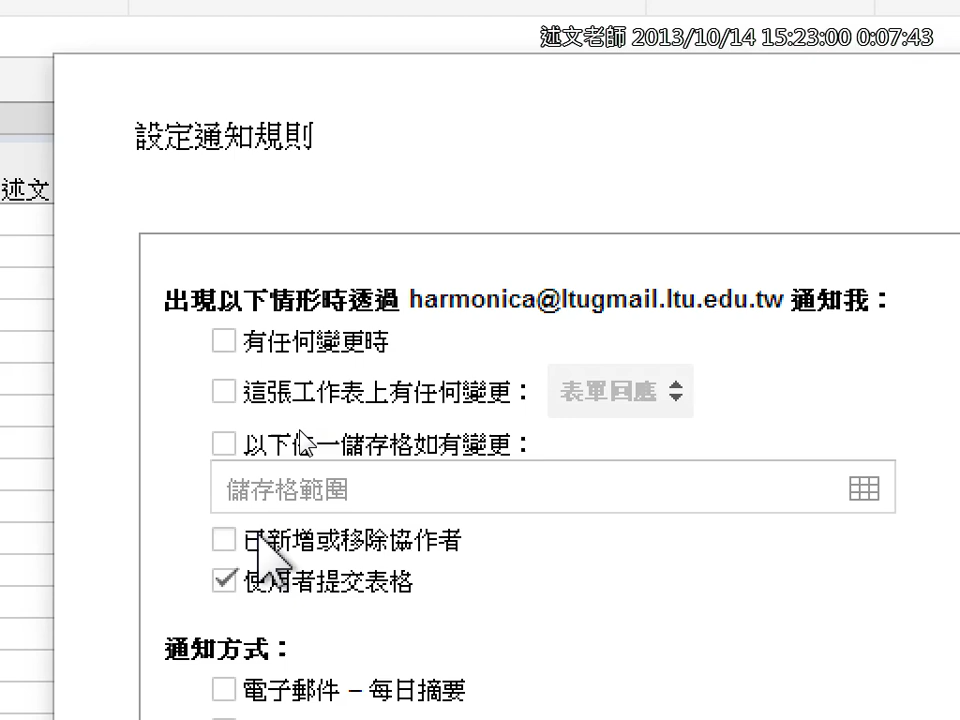 述文老師 2013/10/14 15:23:00 0:07:43
設定通知規則
述文
出現以下情形時透過 harmonica@ltugmail.ltu.edu.tw 通知我：
有任何變更時
這張工作表上有任何變更： 表單回應
以下任一儲存格如有變更：
儲存格範圍
已新增或移除協作者
使用者提交表格
通知方式：
電子郵件 – 每日摘要